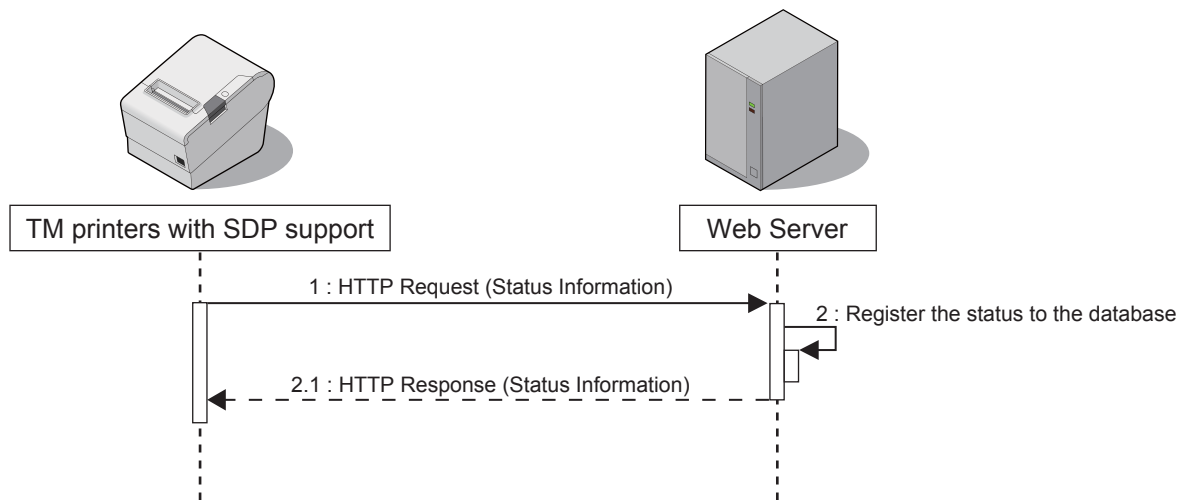 TM printers with SDP support
Web Server
1 : HTTP Request (Status Information)
2 : Register the status to the database
2.1 : HTTP Response (Status Information)